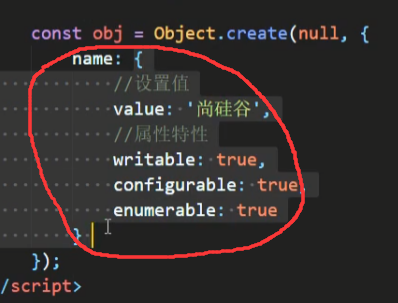 const obj = Object.create(null, {
name: {
//设置值
value: '尚硅谷',
//属性特性
writable: true,
configurable: true,
enumerable: true
}
});
/script>